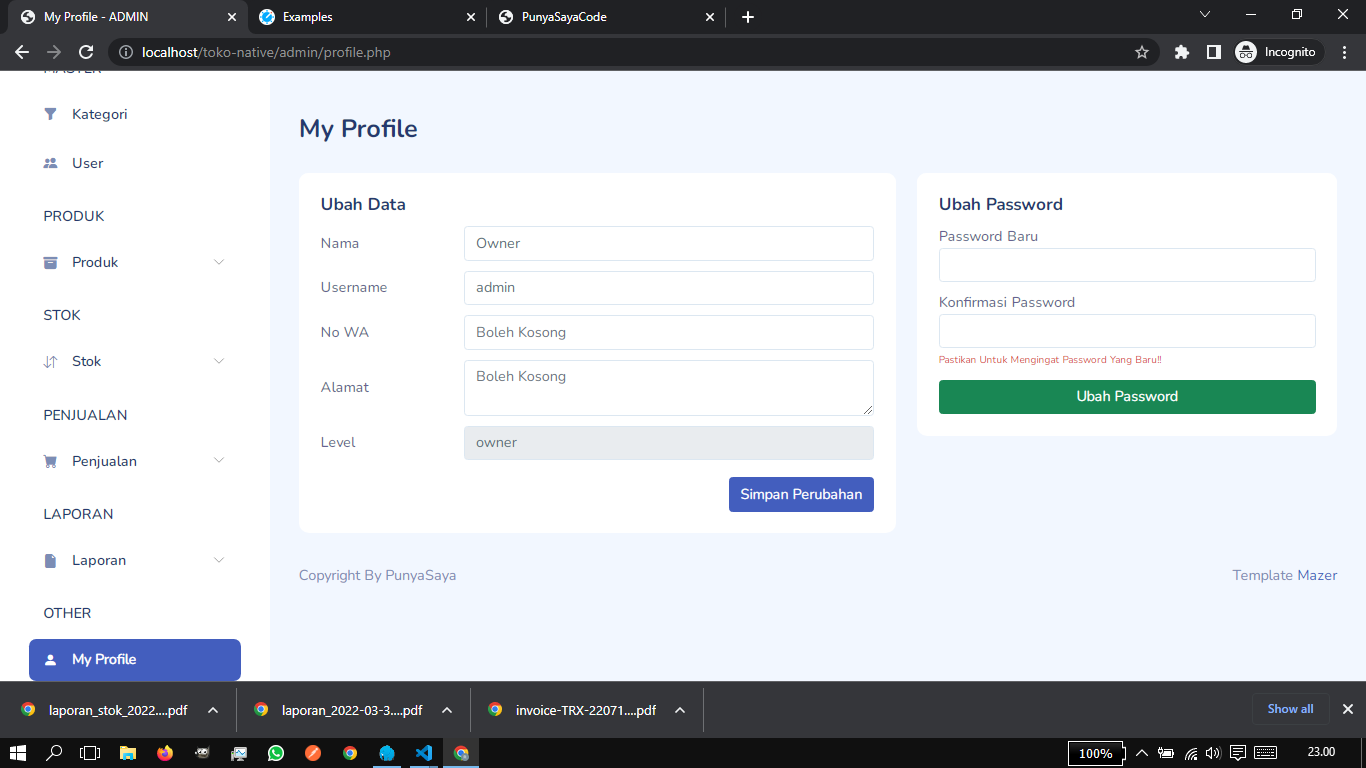 My Profile - ADMIN
Examples
PunyaSayaCode
localhost/toko-native/admin/profile.php
Incognito
MASTER
Kategori
User
PRODUK
Produk
STOK
Stok
PENJUALAN
Penjualan
LAPORAN
Laporan
OTHER
My Profile
My Profile
Ubah Data
Nama
Owner
Username
admin
No WA
Boleh Kosong
Alamat
Boleh Kosong
Level
owner
Simpan Perubahan
Ubah Password
Password Baru
Konfirmasi Password
Pastikan Untuk Mengingat Password Yang Baru!!
Ubah Password
Copyright By PunyaSaya
Template Mazer
laporan_stok_2022....pdf
laporan_2022-03-3....pdf
invoice-TRX-22071....pdf
Show all
100%
23.00